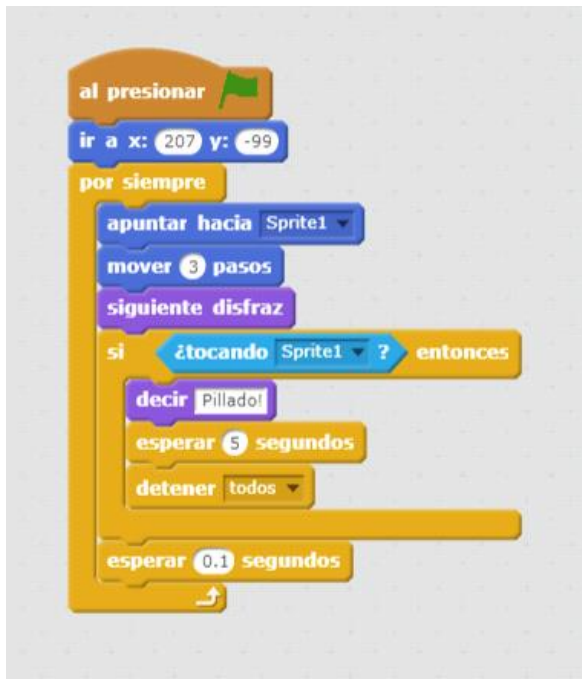 al presionar
ir a x: 207 y: -99
por siempre
apuntar hacia Sprite1
mover 3 pasos
siguiente disfraz
si ¿tocando Sprite1 ? entonces
decir Pillado!
esperar 5 segundos
detener todos
esperar 0.1 segundos